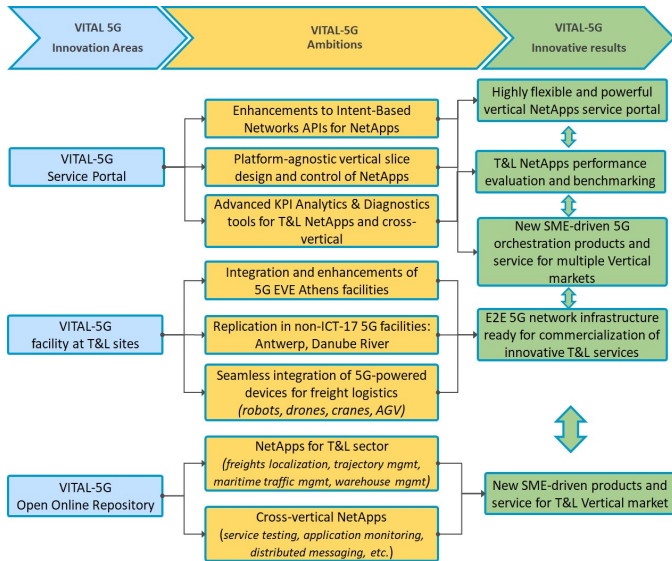 VITAL 5G
Innovation Areas
VITAL-5G
Ambitions
VITAL-5G
Innovative results
VITAL-5G
Service Portal
Enhancements to Intent-Based
Networks APIs for NetApps
Platform-agnostic vertical slice
design and control of NetApps
Advanced KPI Analytics & Diagnostics
tools for T&L NetApps and cross-
vertical
Highly flexible and powerful
vertical NetApps service portal
T&L NetApps performance
evaluation and benchmarking
New SME-driven 5G
orchestration products and
service for multiple Vertical
markets
VITAL-5G
facility at T&L sites
Integration and enhancements of
5G EVE Athens facilities
Replication in non-ICT-17 5G facilities:
Antwerp, Danube River
Seamless integration of 5G-powered
devices for freight logistics
(robots, drones, cranes, AGV)
E2E 5G network infrastructure
ready for commercialization of
innovative T&L services
VITAL-5G
Open Online Repository
NetApps for T&L sector
(freights localization, trajectory mgmt,
maritime traffic mgmt, warehouse mgmt)
Cross-vertical NetApps
(service testing, application monitoring,
distributed messaging, etc.)
New SME-driven products and
service for T&L Vertical market